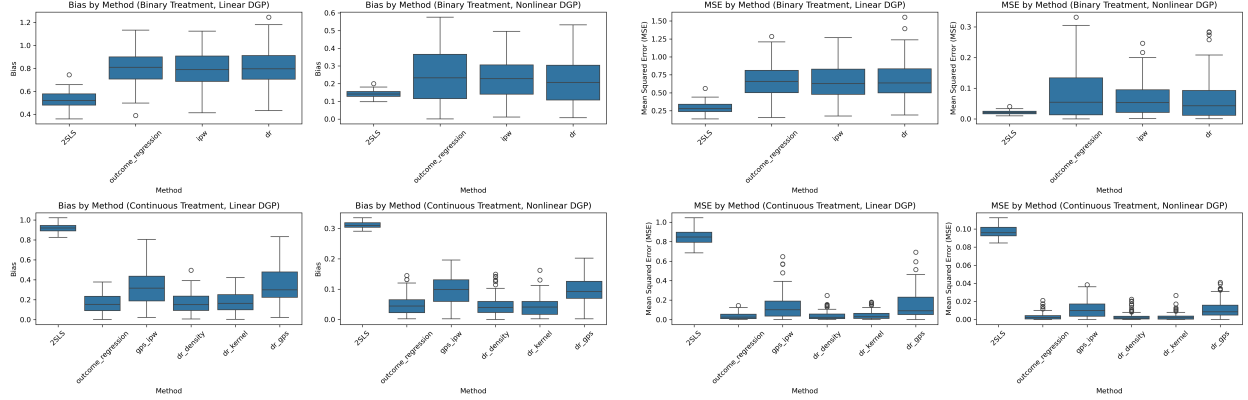 Bias by Method (Binary Treatment, Linear DGP)
Bias
1.2
1.0
0.8
0.6
0.4
2SLS
outcome_regression
ipw
dr
Method
Bias by Method (Binary Treatment, Nonlinear DGP)
Bias
0.6
0.5
0.4
0.3
0.2
0.1
0.0
2SLS
outcome_regression
ipw
dr
Method
MSE by Method (Binary Treatment, Linear DGP)
Mean Squared Error (MSE)
1.50
1.25
1.00
0.75
0.50
0.25
2SLS
outcome_regression
ipw
dr
Method
MSE by Method (Binary Treatment, Nonlinear DGP)
Mean Squared Error (MSE)
0.3
0.2
0.1
0.0
2SLS
outcome_regression
ipw
dr
Method
Bias by Method (Continuous Treatment, Linear DGP)
Bias
1.0
0.8
0.6
0.4
0.2
0.0
2SLS
outcome_regression
gps_ipw
dr_density
dr_kernel
dr_gps
Method
Bias by Method (Continuous Treatment, Nonlinear DGP)
Bias
0.3
0.2
0.1
0.0
2SLS
outcome_regression
gps_ipw
dr_density
dr_kernel
dr_gps
Method
MSE by Method (Continuous Treatment, Linear DGP)
Mean Squared Error (MSE)
1.0
0.8
0.6
0.4
0.2
0.0
2SLS
outcome_regression
gps_ipw
dr_density
dr_kernel
dr_gps
Method
MSE by Method (Continuous Treatment, Nonlinear DGP)
Mean Squared Error (MSE)
0.10
0.08
0.06
0.04
0.02
0.00
2SLS
outcome_regression
gps_ipw
dr_density
dr_kernel
dr_gps
Method